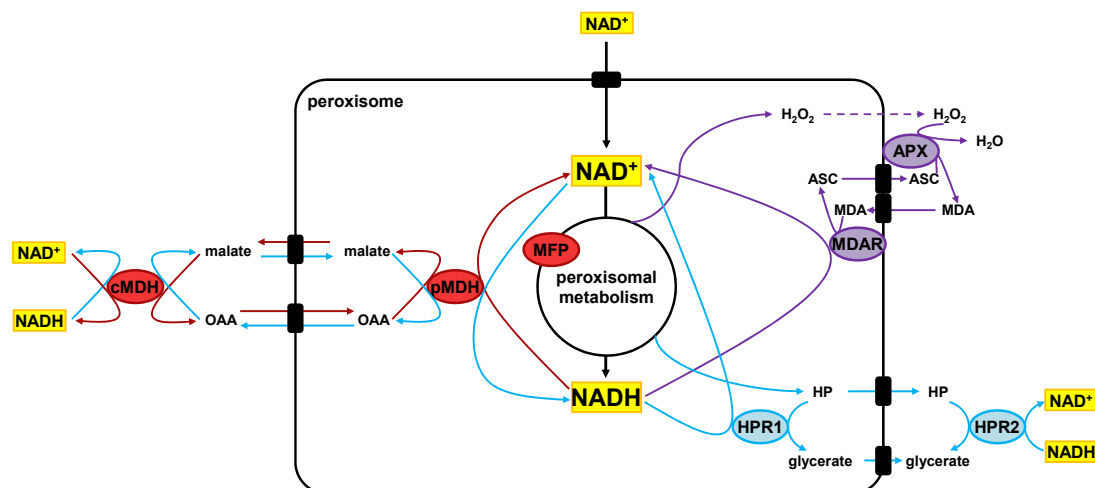 NAD⁺
peroxisome
H₂O₂
H₂O₂
H₂O
APX
NAD⁺
ASC
ASC
MDA
MDA
MDAR
MFP
peroxisomal
metabolism
NAD⁺
malate
malate
cMDH
pMDH
NADH
OAA
OAA
NADH
HP
HP
NAD⁺
HPR1
HPR2
glycerate
glycerate
NADH